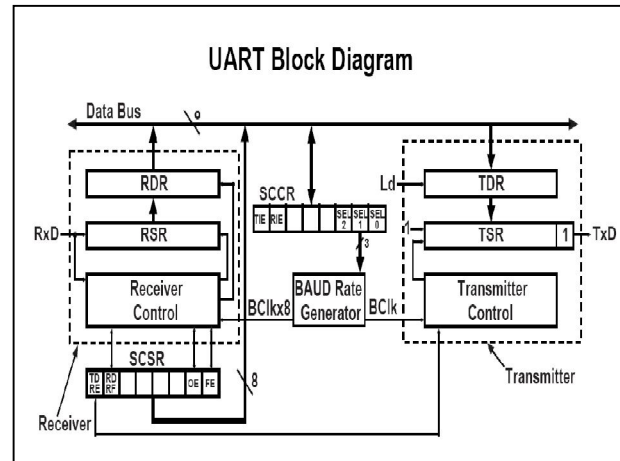 UART Block Diagram
Data Bus
8
RDR
RSR
RxD
Receiver
Control
SCCR
TIE RIE SEL 2 SEL 1 SEL 0
3
Ld
TDR
1
TSR
1
TxD
BClkx8
BAUD Rate
Generator
BClk
Transmitter
Control
SCSR
TD RE RD RF OE FE
8
Receiver
Transmitter